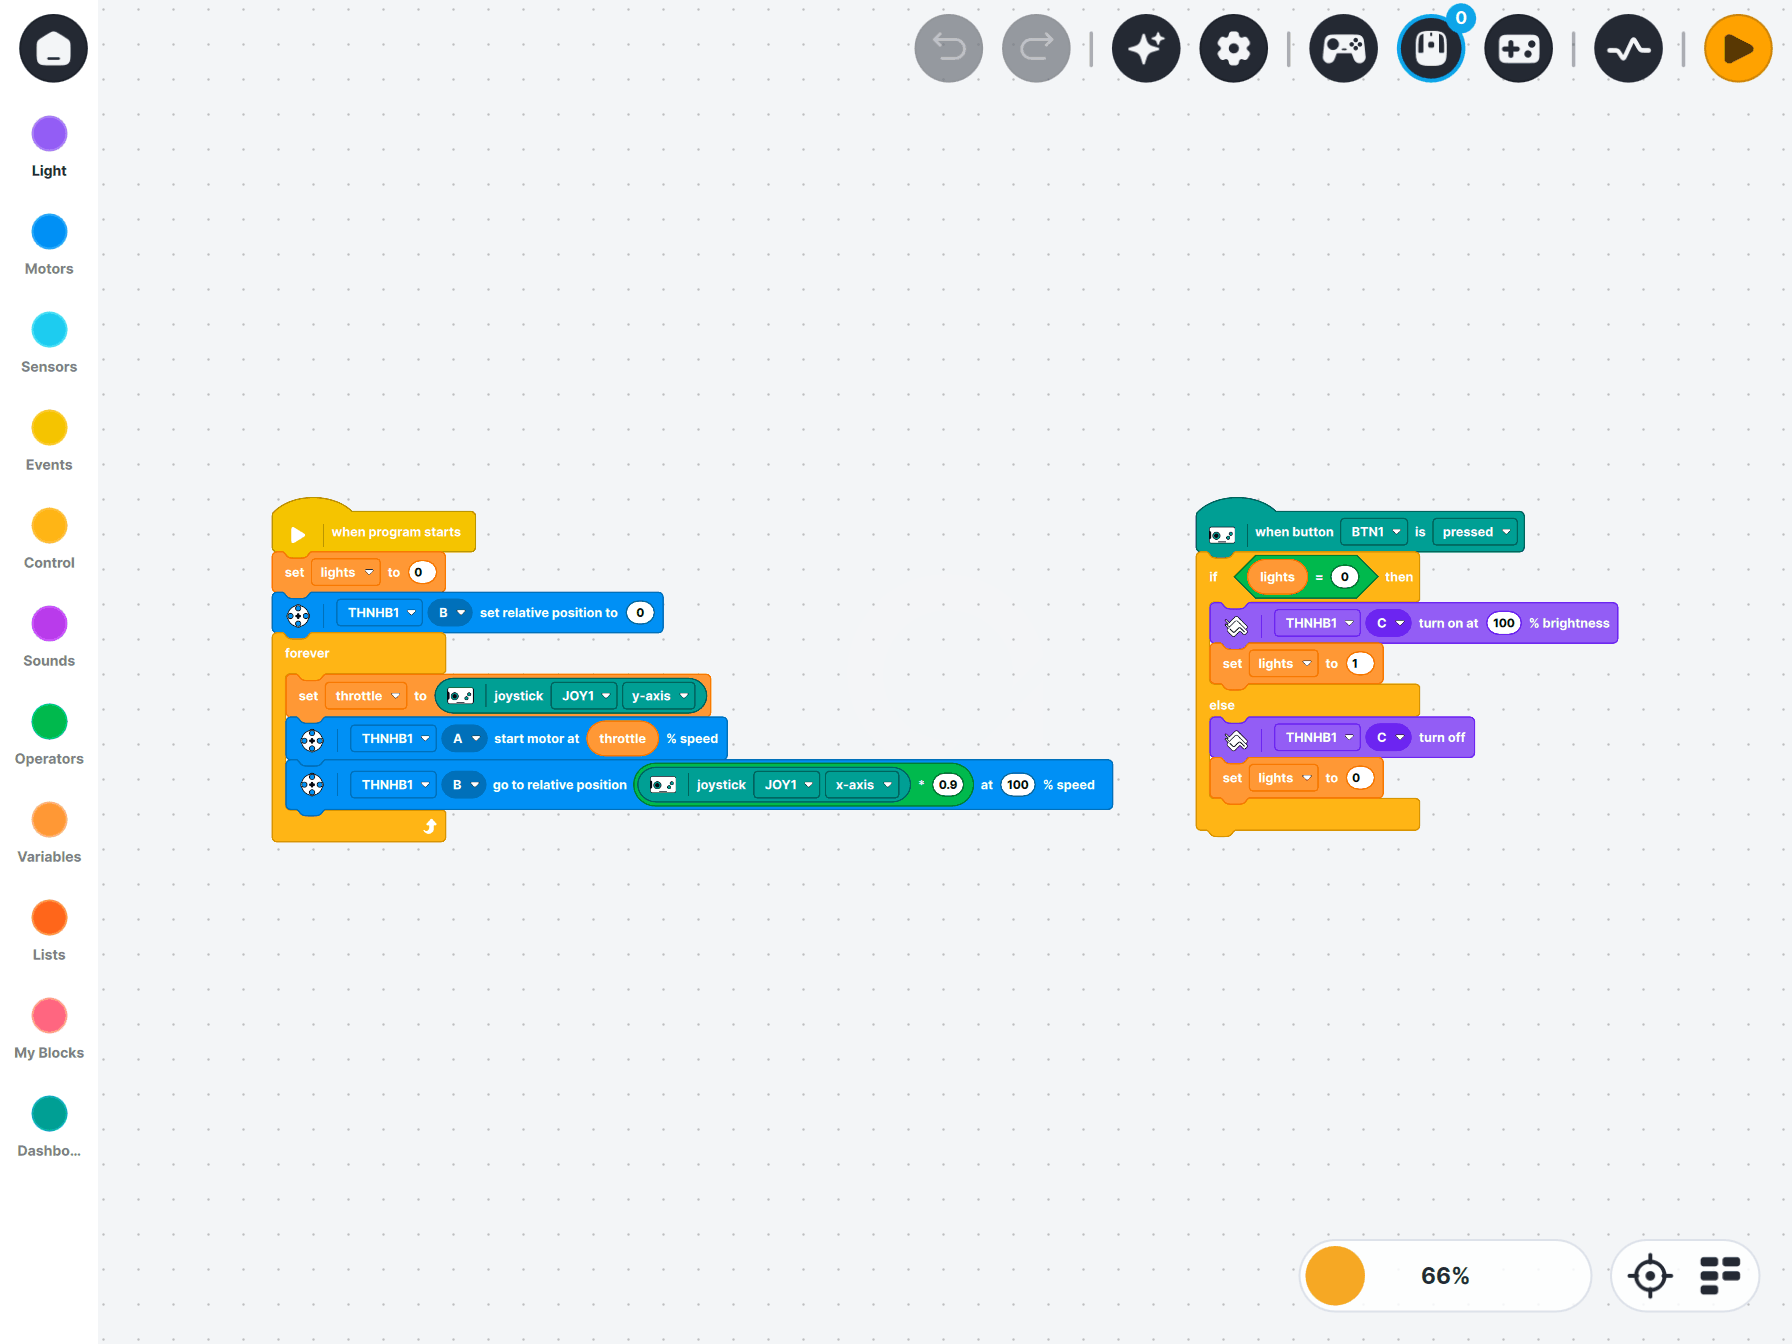 0
Light
Motors
Sensors
Events
Control
Sounds
Operators
Variables
Lists
My Blocks
Dashbo...
when program starts
set lights to 0
THNHB1 B set relative position to 0
forever
set throttle to joystick JOY1 y-axis
THNHB1 A start motor at throttle % speed
THNHB1 B go to relative position joystick JOY1 x-axis * 0.9 at 100 % speed
when button BTN1 is pressed
if lights = 0 then
THNHB1 C turn on at 100 % brightness
set lights to 1
else
THNHB1 C turn off
set lights to 0
66%